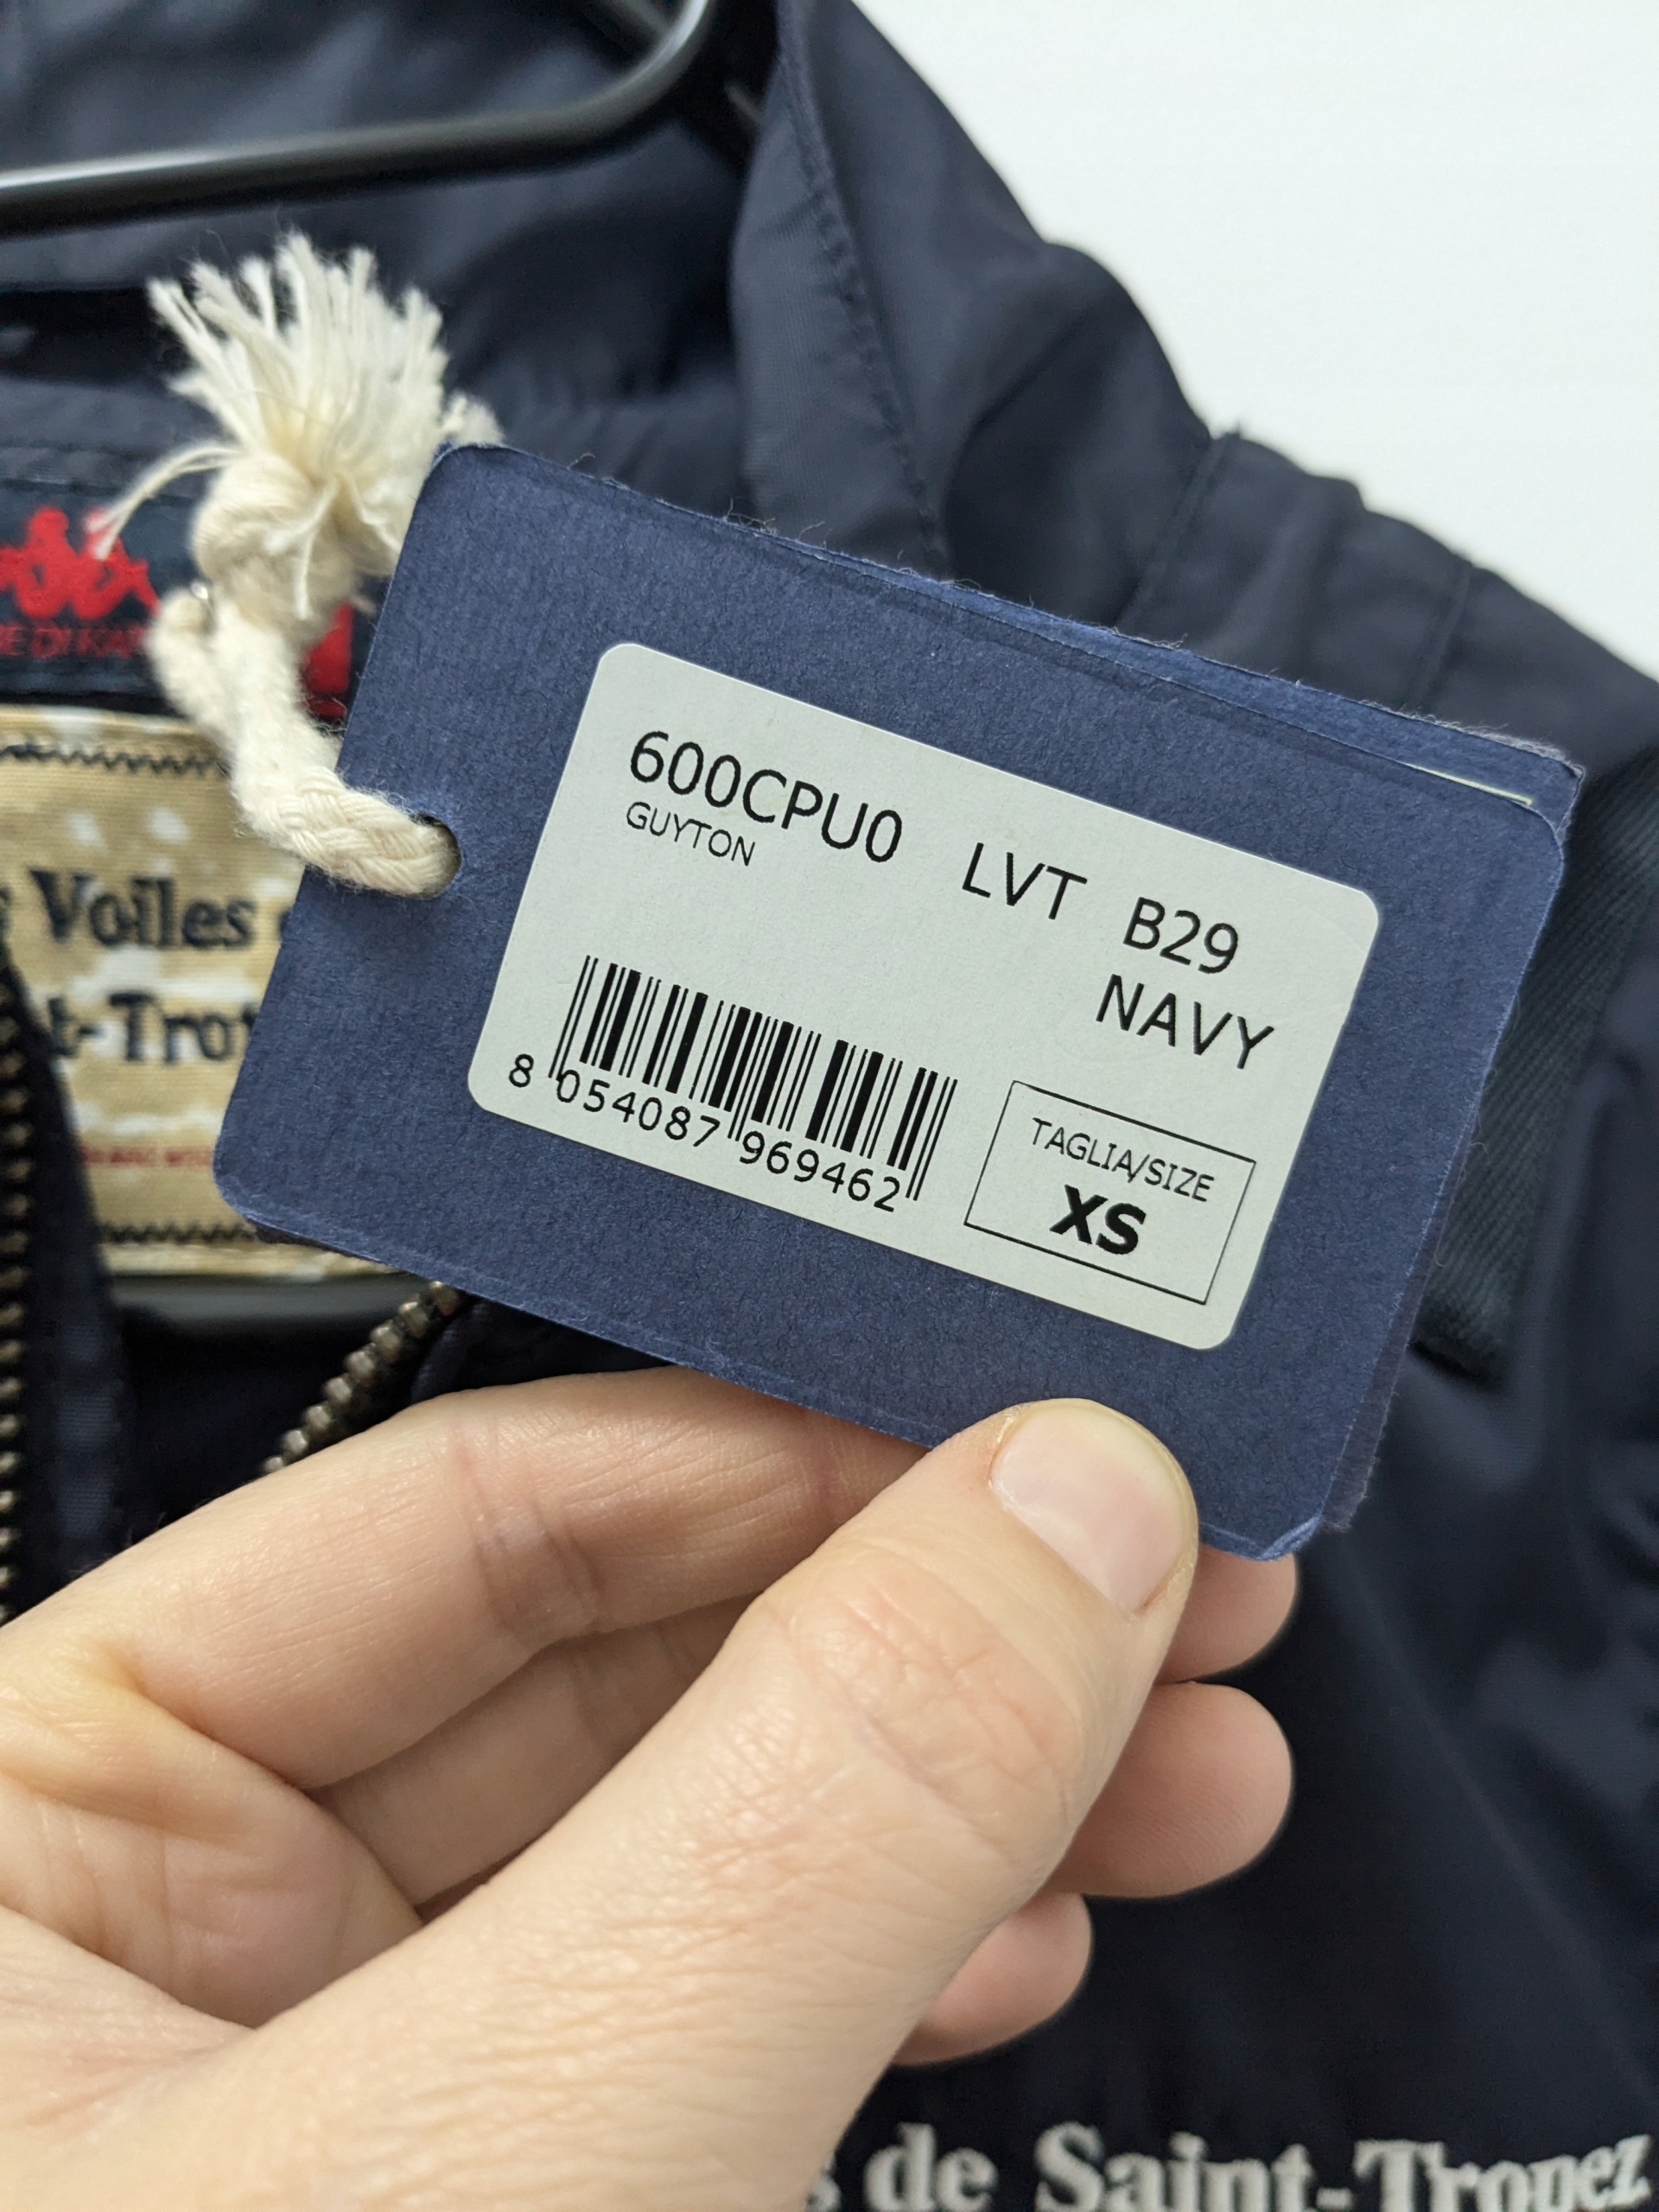 600CPU0 LVT B29
GUYTON
NAVY
8 054087 969462
TAGLIA/SIZE
XS
Voiles
de Saint-Tropez